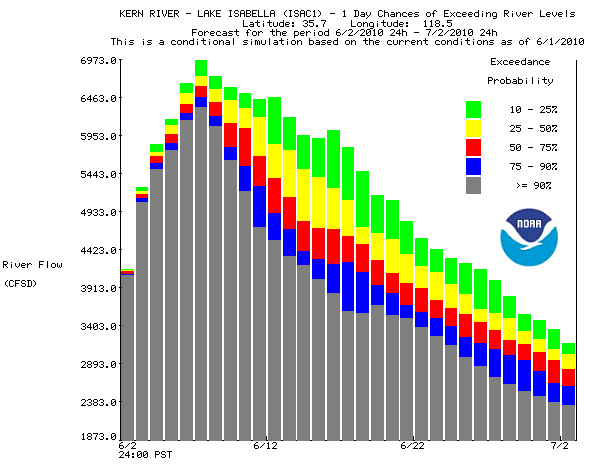 KERN RIVER - LAKE ISABELLA (ISAC1) - 1 Day Chances of Exceeding River Levels
Latitude: 35.7 Longitude: 118.5
Forecast for the period 6/2/2010 24h - 7/2/2010 24h
This is a conditional simulation based on the current conditions as of 6/1/2010
Exceedance
Probability
10 - 25%
25 - 50%
50 - 75%
75 - 90%
>= 90%
NOAA
River Flow
(CFSD)
6973.0
6463.0
5953.0
5443.0
4933.0
4423.0
3913.0
3403.0
2893.0
2383.0
1873.0
6/2 6/12 6/22 7/2
24:00 PST